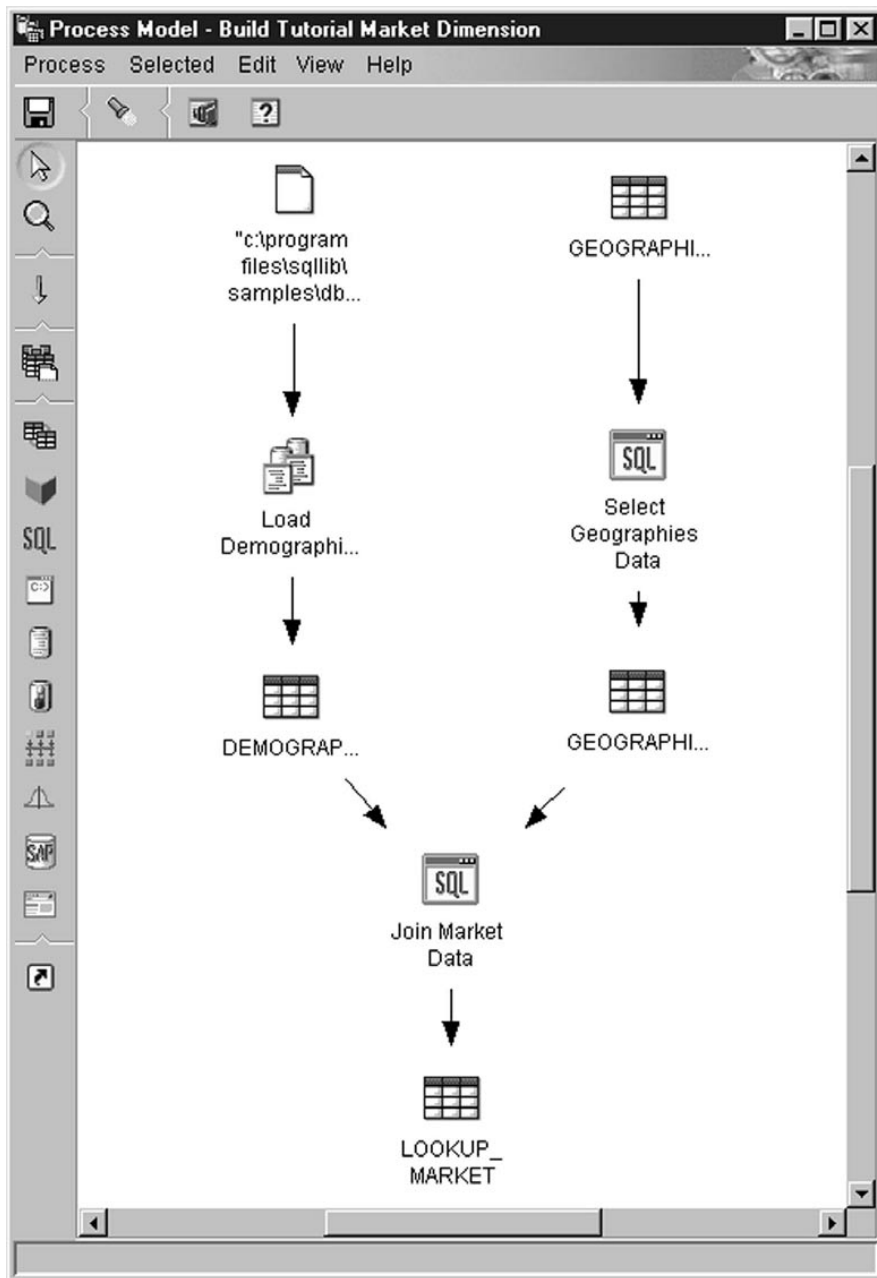 Process Model - Build Tutorial Market Dimension
Process Selected Edit View Help
"c:\program
files\sqllib\
samples\db...
GEOGRAPHI...
Load
Demographi...
SQL
Select
Geographies
Data
DEMOGRAP...
GEOGRAPHI...
SQL
Join Market
Data
LOOKUP_
MARKET
SQL
C:>
SAP